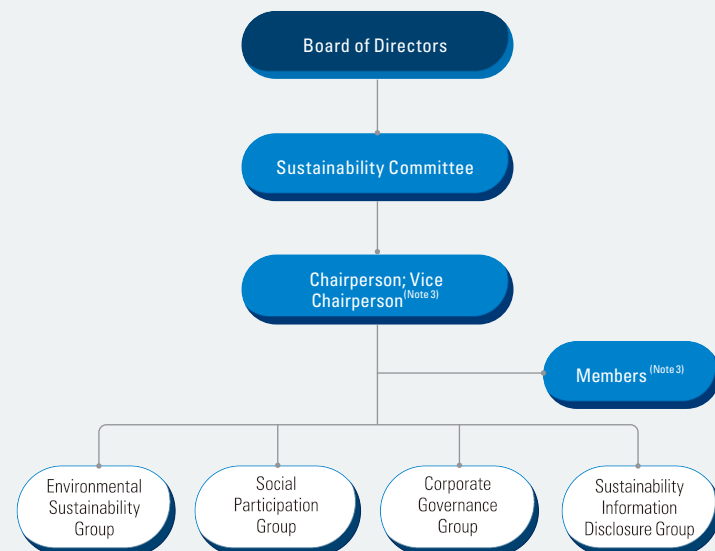 Board of Directors
Sustainability Committee
Chairperson; Vice
Chairperson(Note 3)
Members (Note 3)
Environmental
Sustainability
Group
Social
Participation
Group
Corporate
Governance
Group
Sustainability
Information
Disclosure Group